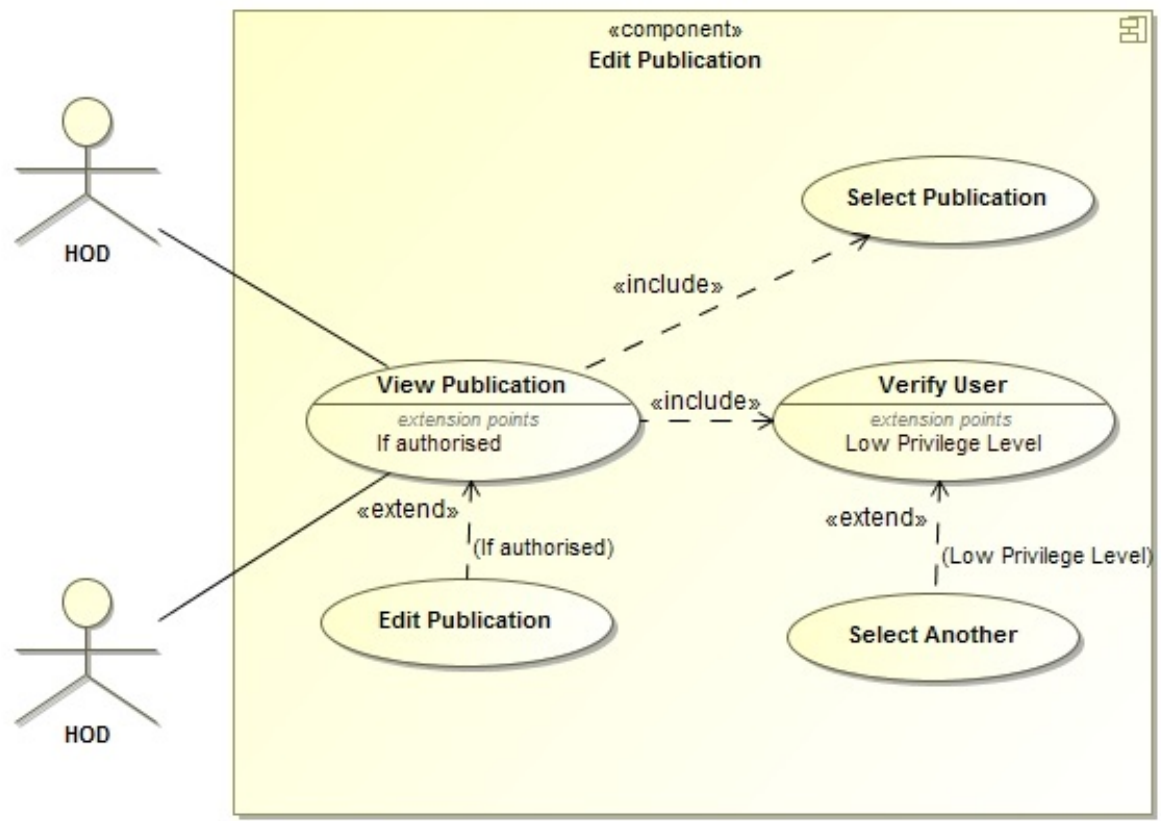 «component»
Edit Publication
HOD
Select Publication
«include»
View Publication
extension points
If authorised
«include»
Verify User
extension points
Low Privilege Level
«extend»
(If authorised)
«extend»
(Low Privilege Level)
Edit Publication
Select Another
HOD